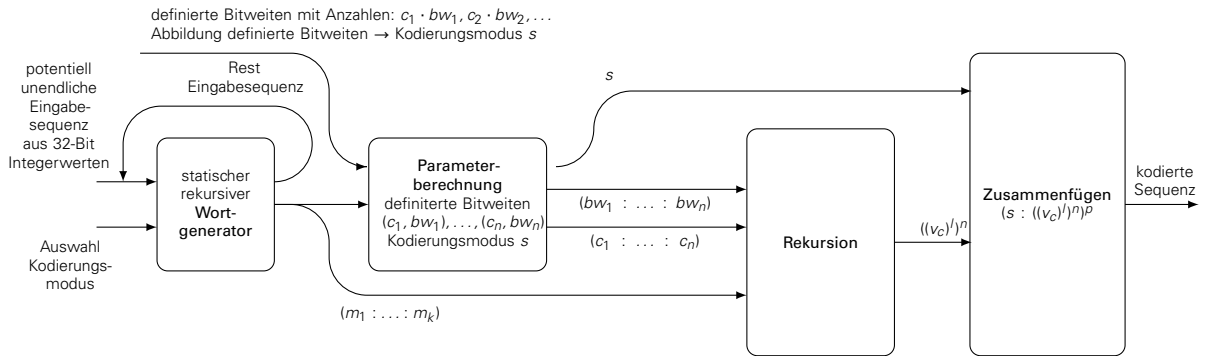 definierte Bitweiten mit Anzahlen: c₁ · bw₁, c₂ · bw₂, ...
Abbildung definierte Bitweiten → Kodierungsmodus s
potentiell
unendliche
Eingabe-
sequenz
aus 32-Bit
Integerwerten
Rest
Eingabesequenz
Auswahl
Kodierungs-
modus
statischer
rekursiver
Wort-
generator
Parameter-
berechnung
definiterte Bitweiten
(c₁, bw₁), ..., (cₙ, bwₙ)
Kodierungsmodus s
s
(bw₁ : ... : bwₙ)
(c₁ : ... : cₙ)
(m₁ : ... : mₖ)
Rekursion
((v_c)^l)^n
Zusammenfügen
(s : ((v_c)^l)^n)^p
kodierte
Sequenz